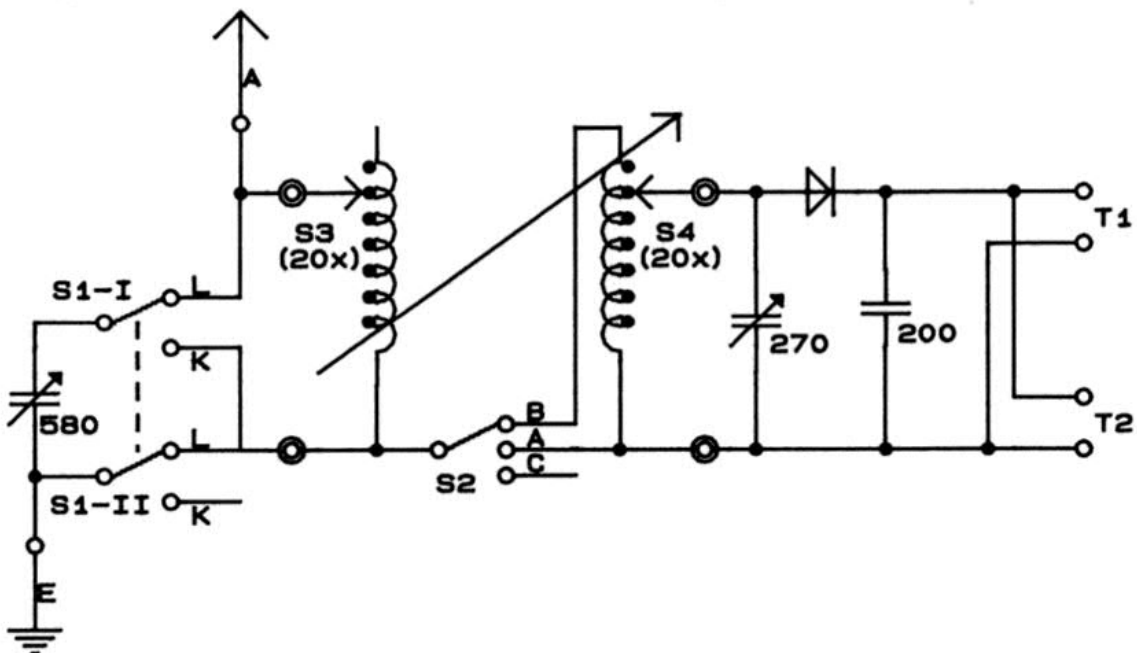 A
S3
(20x)
S4
(20x)
T1
S1-I
L
K
270
200
580
L
B
A
C
S2
T2
S1-II
K
E